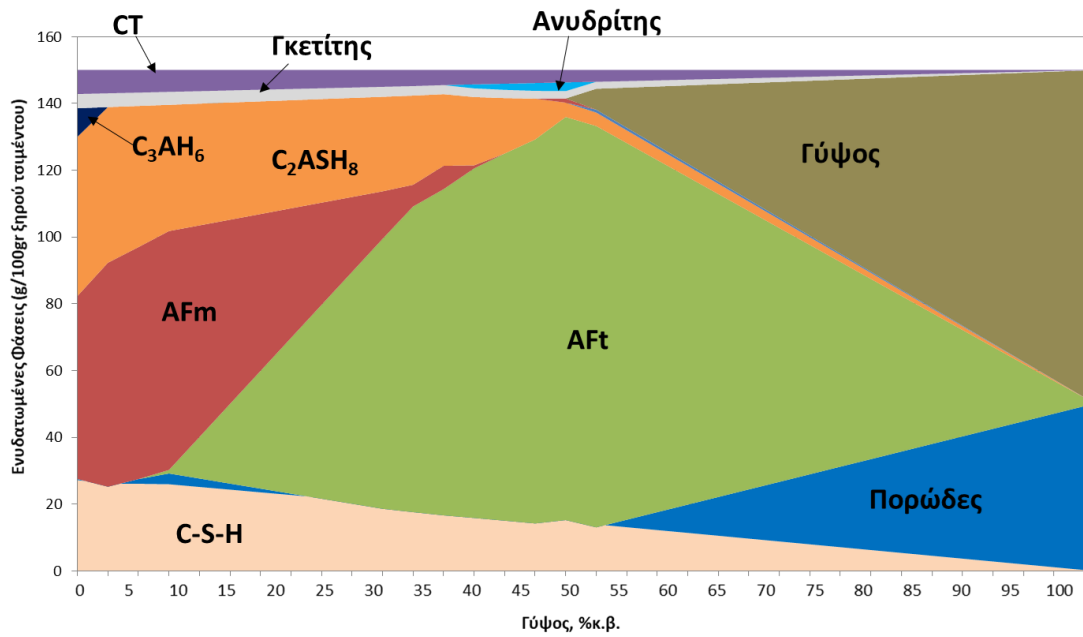 CT
Γκετίτης
Ανυδρίτης
160
140
120
100
80
60
40
20
0
Ενυδατωμένες Φάσεις (g/100gr ξηρού τσιμέντου)
C₃AH₆
C₂ASH₈
Γύψος
AFm
AFt
Πορώδες
C-S-H
0 5 10 15 20 25 30 35 40 45 50 55 60 65 70 75 80 85 90 95 100
Γύψος, %κ.β.